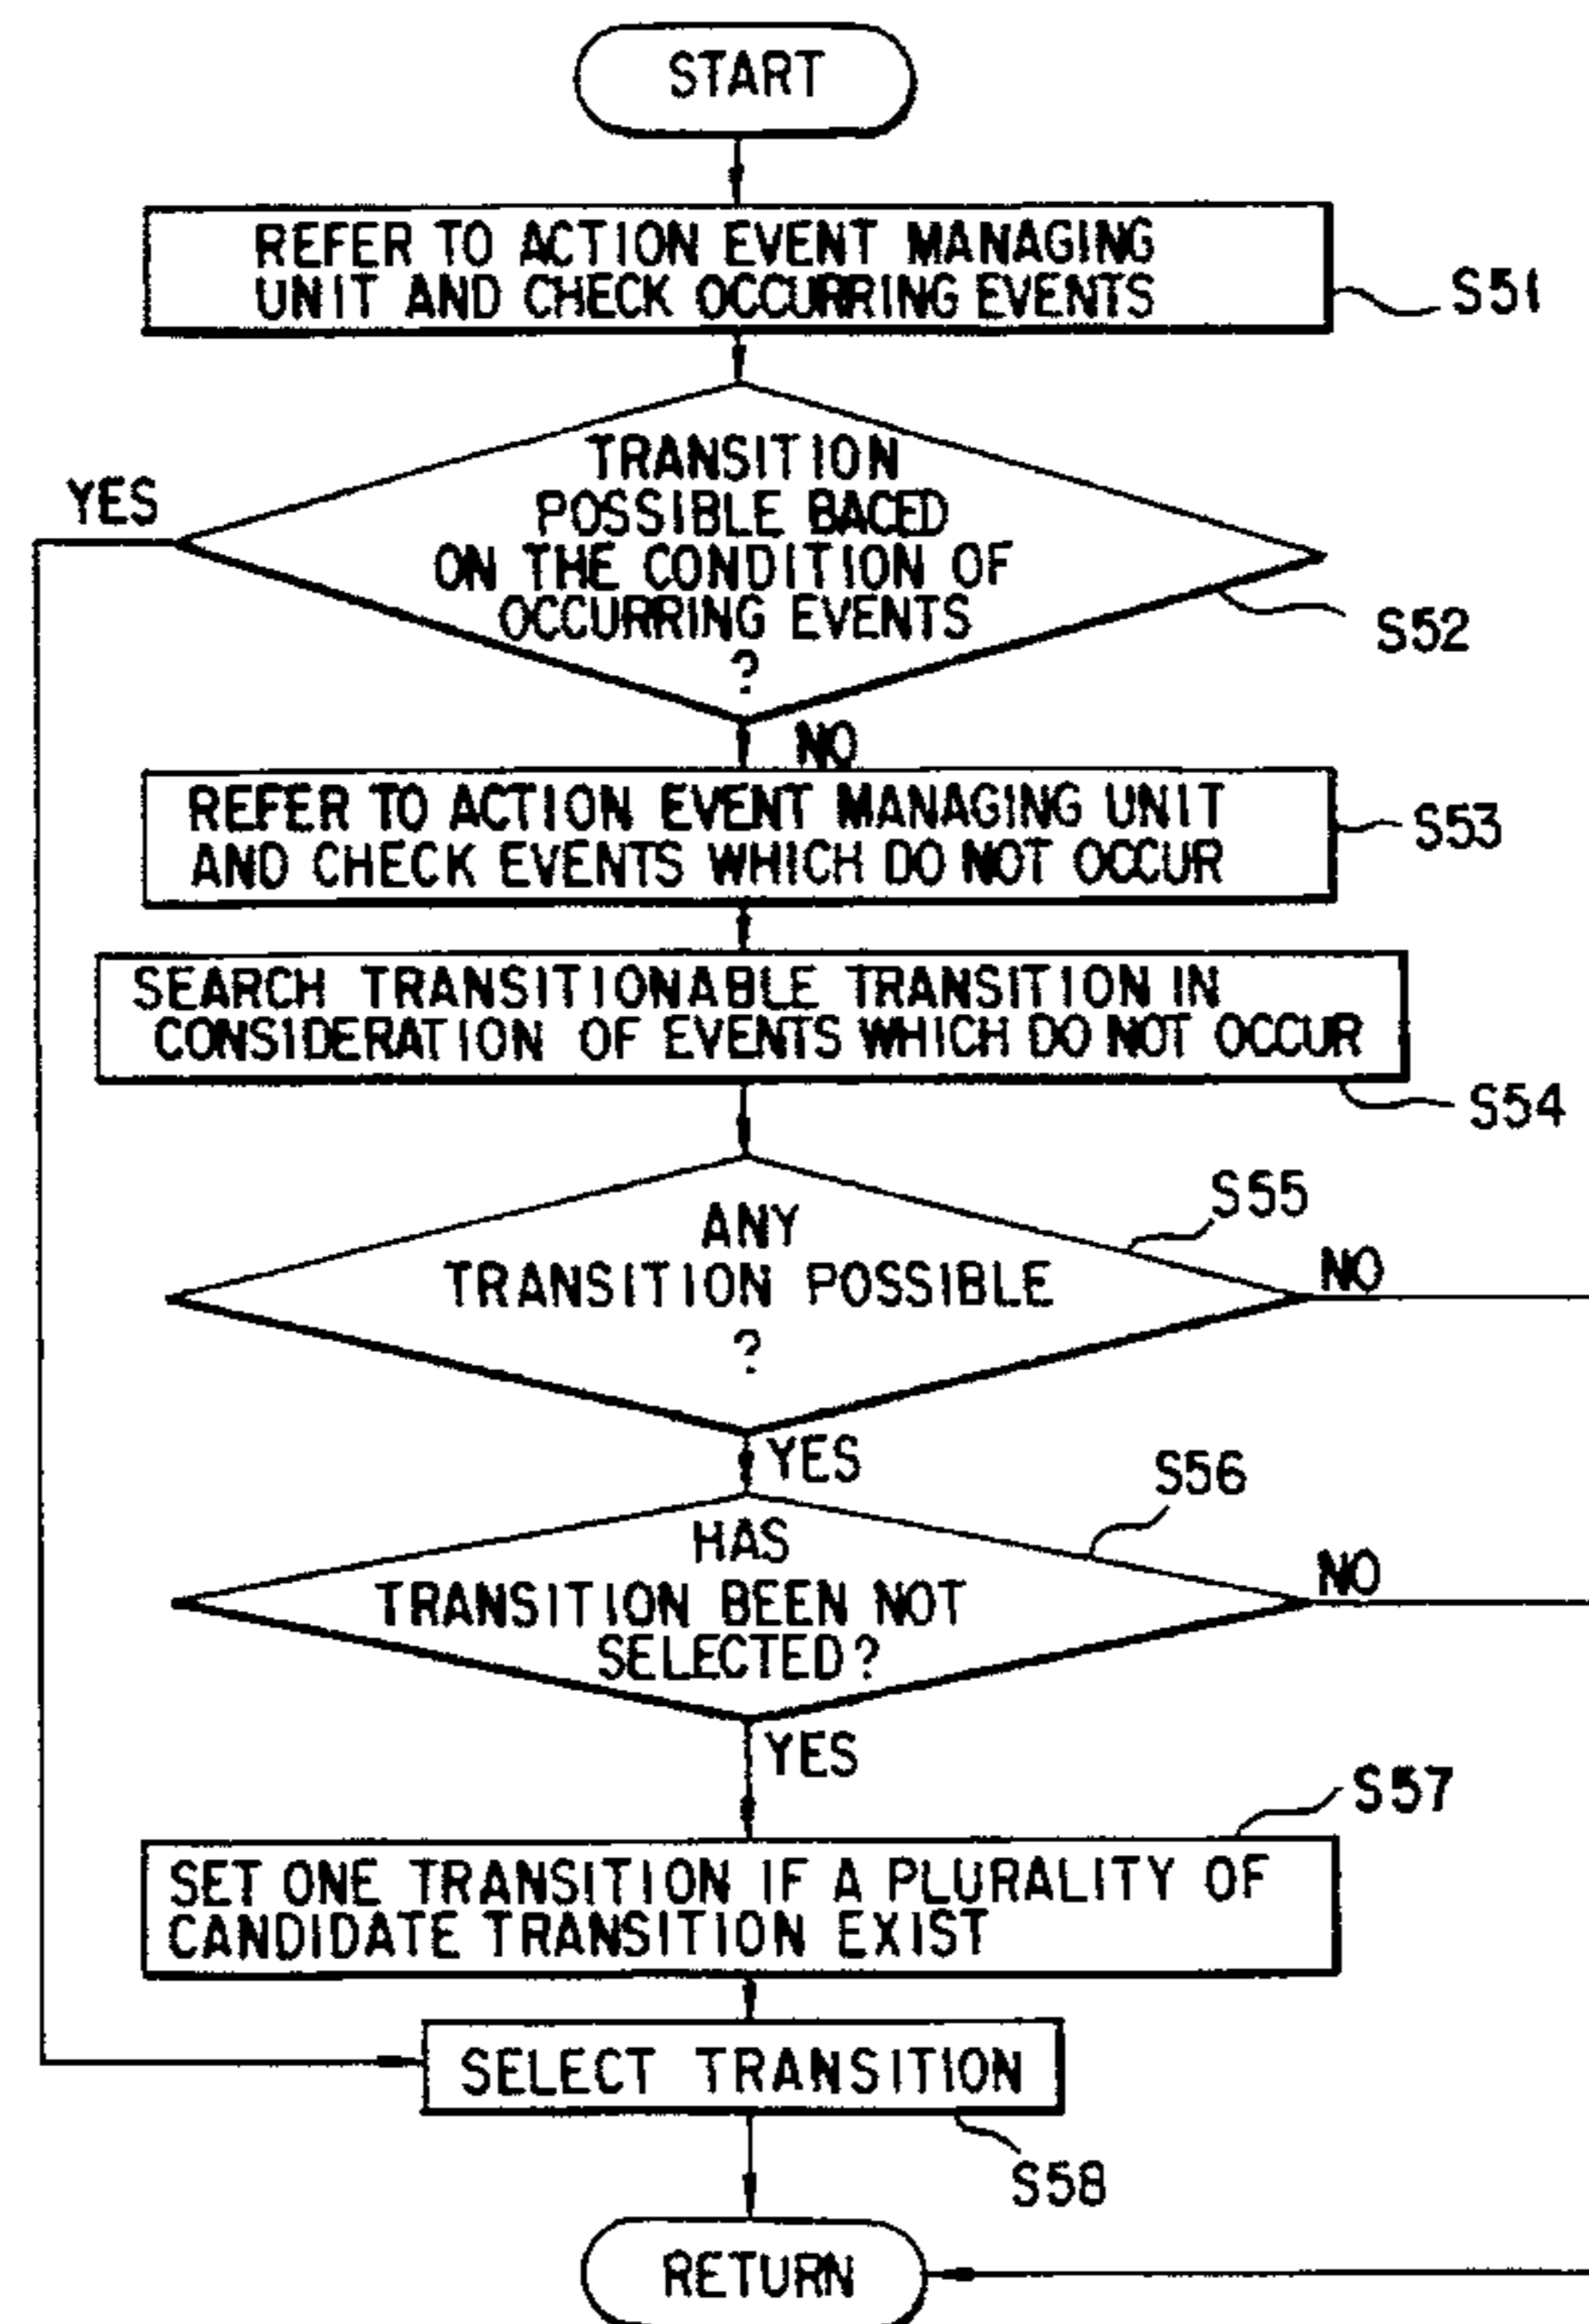 START
REFER TO ACTION EVENT MANAGING
UNIT AND CHECK OCCURRING EVENTS
S51
TRANSITION
POSSIBLE BACED
ON THE CONDITION OF
OCCURRING EVENTS
?
YES
S52
NO
REFER TO ACTION EVENT MANAGING UNIT
AND CHECK EVENTS WHICH DO NOT OCCUR
S53
SEARCH TRANSITIONABLE TRANSITION IN
CONSIDERATION OF EVENTS WHICH DO NOT OCCUR
S54
S55
ANY
TRANSITION POSSIBLE
?
NO
YES
S56
HAS
TRANSITION BEEN NOT
SELECTED?
NO
YES
S57
SET ONE TRANSITION IF A PLURALITY OF
CANDIDATE TRANSITION EXIST
SELECT TRANSITION
S58
RETURN